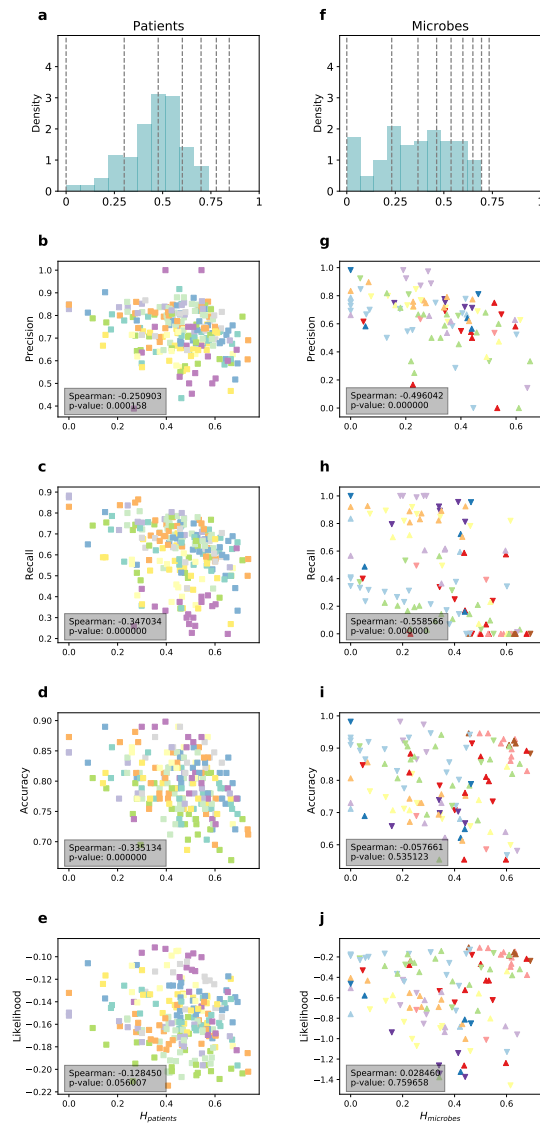 a
Patients
4
3
2
1
0
Density
0
0.25
0.5
0.75
1
f
Microbes
4
3
2
1
0
Density
0
0.25
0.5
0.75
1
b
1.0
0.9
0.8
0.7
0.6
0.5
0.4
Precision
Spearman: -0.250903
p-value: 0.000158
0.0
0.2
0.4
0.6
g
1.0
0.8
0.6
0.4
0.2
0.0
Precision
Spearman: -0.496042
p-value: 0.000000
0.0
0.2
0.4
0.6
c
0.9
0.8
0.7
0.6
0.5
0.4
0.3
0.2
Recall
Spearman: -0.347034
p-value: 0.000000
0.0
0.2
0.4
0.6
h
1.0
0.8
0.6
0.4
0.2
0.0
Recall
Spearman: -0.558566
p-value: 0.000000
0.0
0.2
0.4
0.6
d
0.90
0.85
0.80
0.75
0.70
Accuracy
Spearman: -0.335134
p-value: 0.000000
0.0
0.2
0.4
0.6
i
1.0
0.9
0.8
0.7
0.6
Accuracy
Spearman: -0.057661
p-value: 0.535123
0.0
0.2
0.4
0.6
e
−0.10
−0.12
−0.14
−0.16
−0.18
−0.20
−0.22
Likelihood
Spearman: -0.128450
p-value: 0.056007
0.0
0.2
0.4
0.6
H patients
j
−0.2
−0.4
−0.6
−0.8
−1.0
−1.2
−1.4
Likelihood
Spearman: 0.028460
p-value: 0.759658
0.0
0.2
0.4
0.6
H microbes